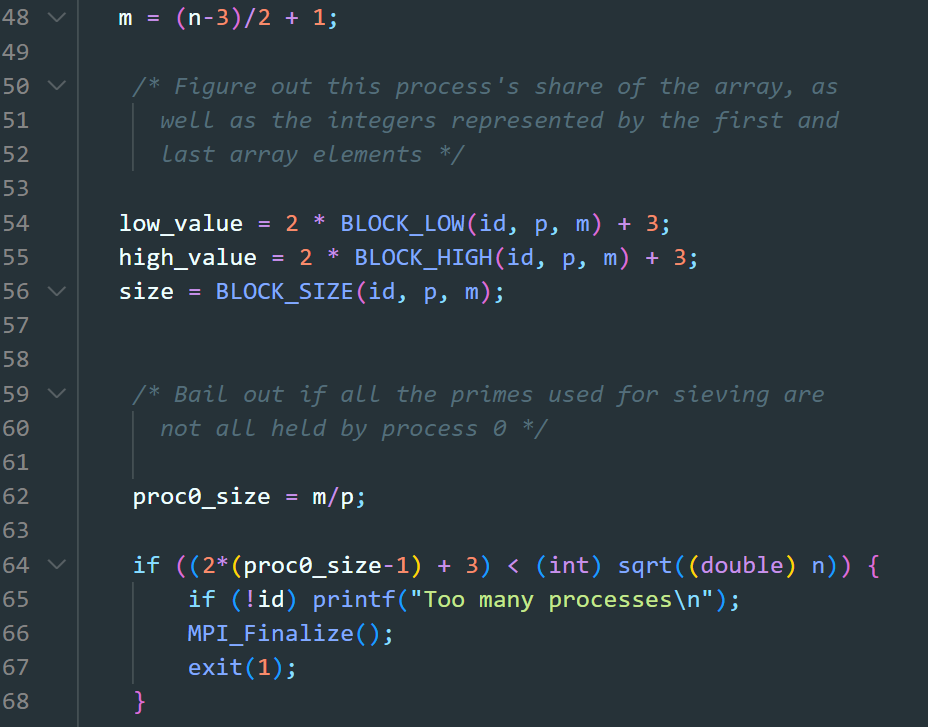 48 m = (n-3)/2 + 1;
49
50 /* Figure out this process's share of the array, as
51 well as the integers represented by the first and
52 last array elements */
53
54 low_value = 2 * BLOCK_LOW(id, p, m) + 3;
55 high_value = 2 * BLOCK_HIGH(id, p, m) + 3;
56 size = BLOCK_SIZE(id, p, m);
57
58
59 /* Bail out if all the primes used for sieving are
60 not all held by process 0 */
61
62 proc0_size = m/p;
63
64 if ((2*(proc0_size-1) + 3) < (int) sqrt((double) n)) {
65 if (!id) printf("Too many processes\n");
66 MPI_Finalize();
67 exit(1);
68 }